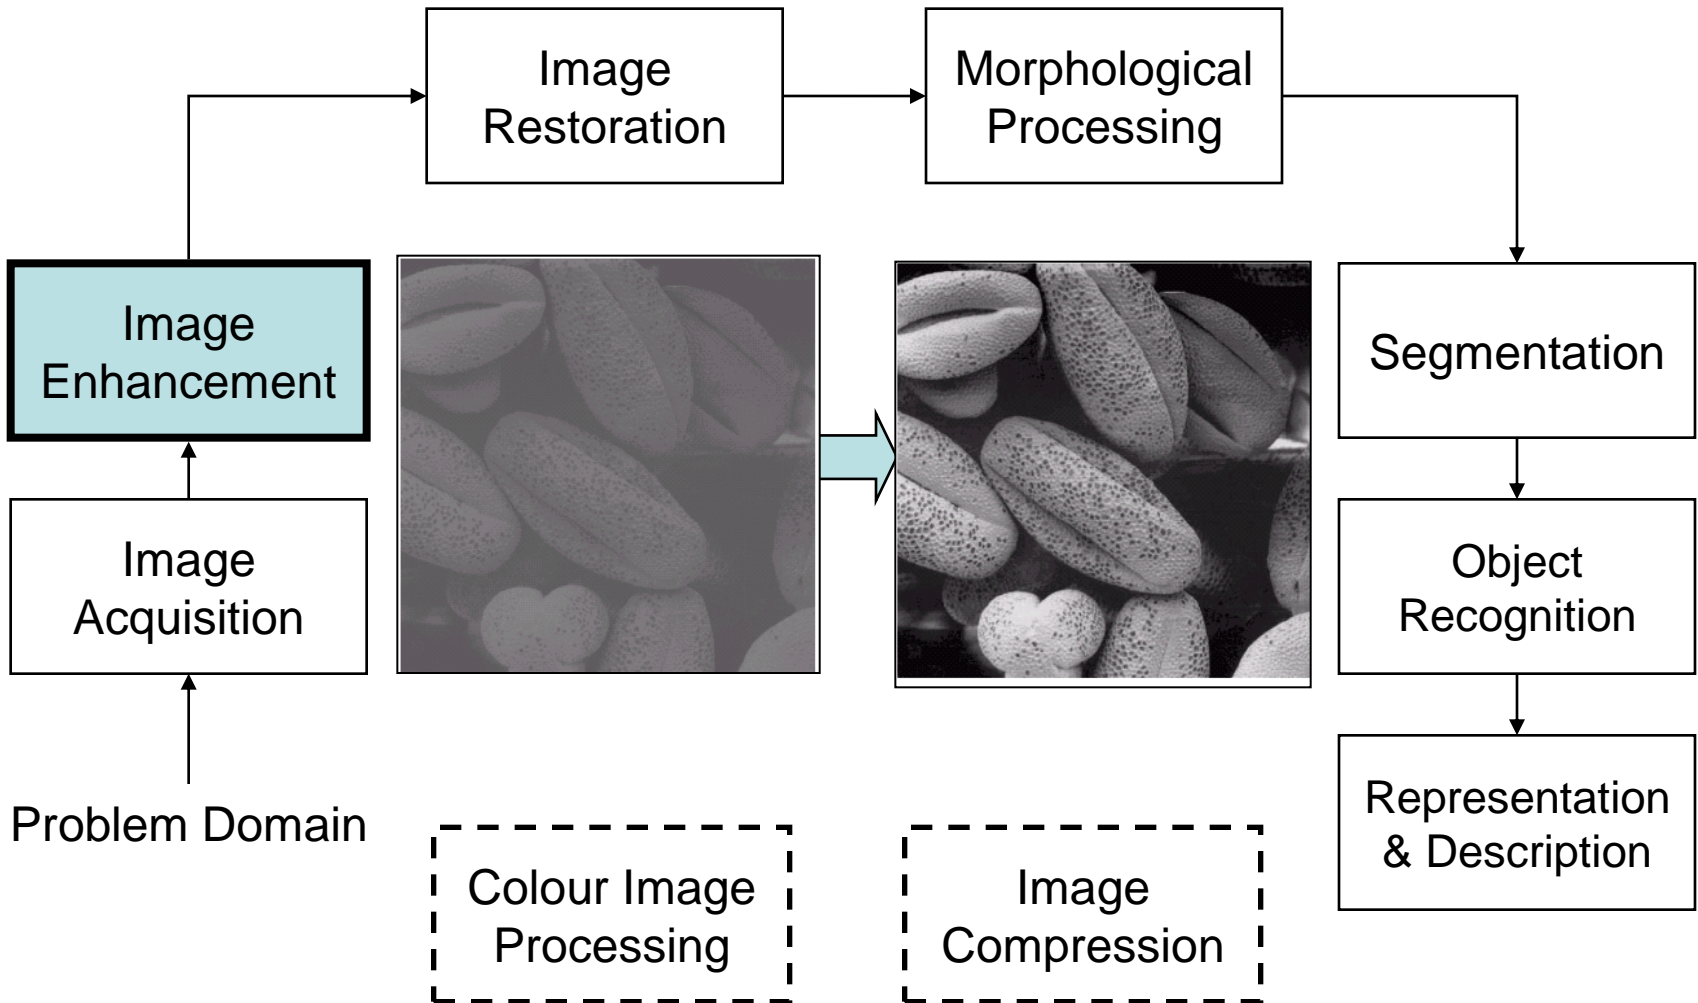 Image
Restoration
Morphological
Processing
Image
Enhancement
Segmentation
Image
Acquisition
Object
Recognition
Problem Domain
Representation
& Description
Colour Image
Processing
Image
Compression